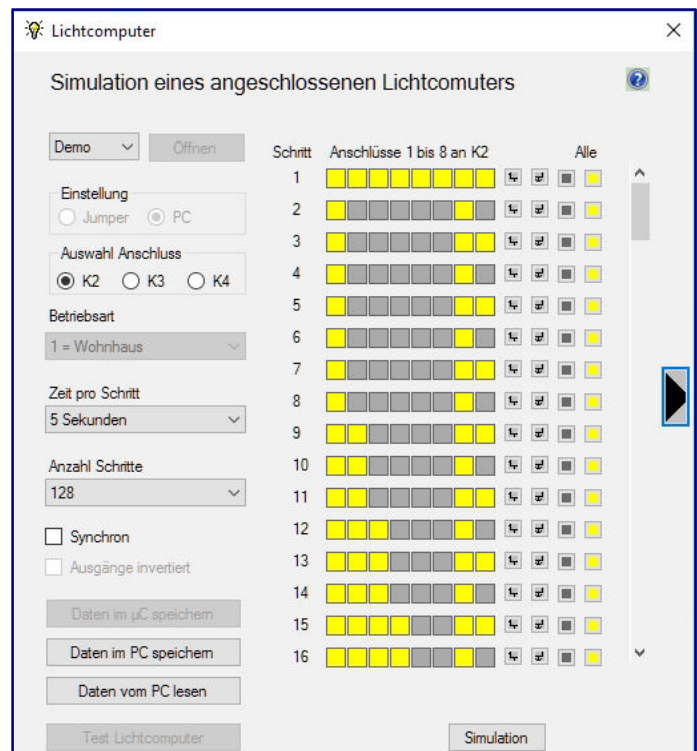 Lichtcomputer
Simulation eines angeschlossenen Lichtcomuters
Demo
Öffnen
Schritt Anschlüsse 1 bis 8 an K2 Alle
Einstellung
Jumper PC
Auswahl Anschluss
K2 K3 K4
Betriebsart
1 = Wohnhaus
Zeit pro Schritt
5 Sekunden
Anzahl Schritte
128
Synchron
Ausgänge invertiert
Daten im µC speichern
Daten im PC speichern
Daten vom PC lesen
Test Lichtcomputer
1
2
3
4
5
6
7
8
9
10
11
12
13
14
15
16
Simulation